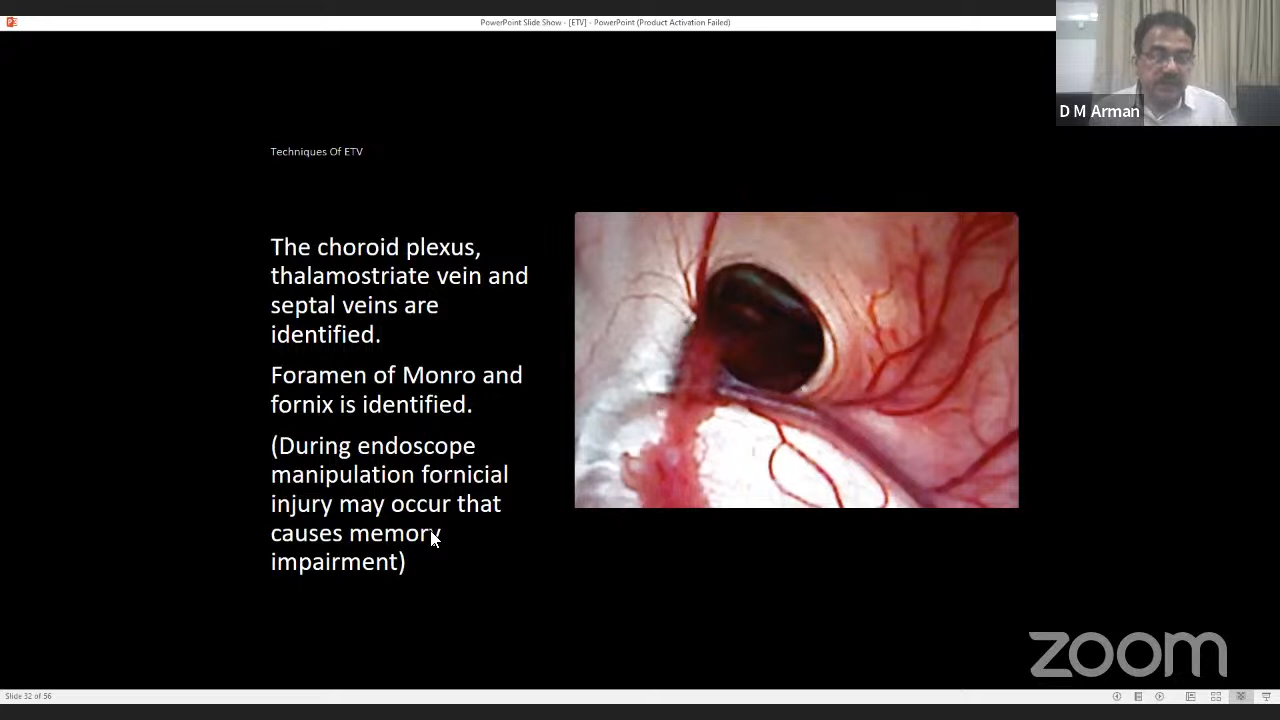 PowerPoint Slide Show - [ETV] - PowerPoint (Product Activation Failed)
D M Arman
Techniques Of ETV
The choroid plexus,
thalamostriate vein and
septal veins are
identified.
Foramen of Monro and
fornix is identified.
(During endoscope
manipulation fornicial
injury may occur that
causes memory
impairment)
zoom
Slide 32 of 56